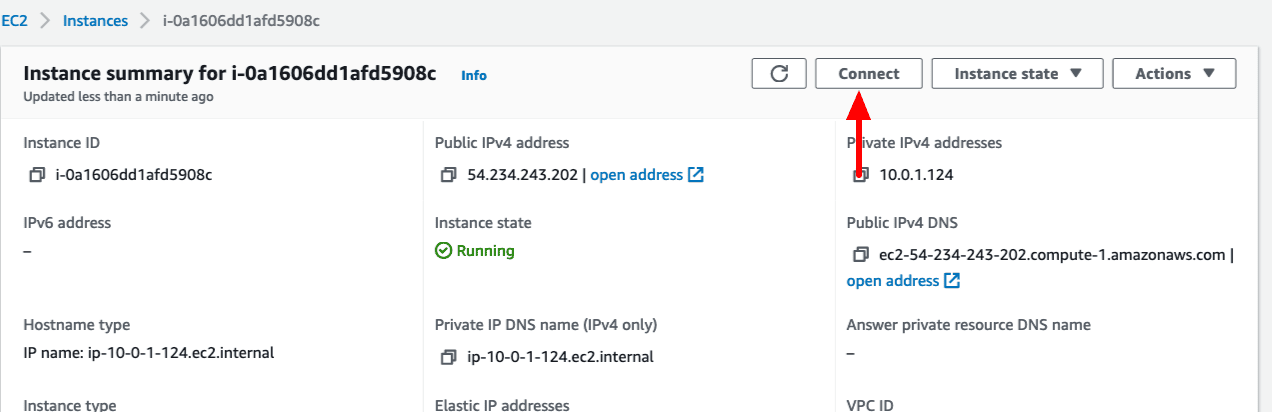 EC2 > Instances > i-0a1606dd1afd5908c
Instance summary for i-0a1606dd1afd5908c Info
Connect
Instance state
Actions
Updated less than a minute ago
Instance ID
i-0a1606dd1afd5908c
Public IPv4 address
54.234.243.202 | open address
Private IPv4 addresses
10.0.1.124
IPv6 address
–
Instance state
Running
Public IPv4 DNS
ec2-54-234-243-202.compute-1.amazonaws.com |
open address
Hostname type
IP name: ip-10-0-1-124.ec2.internal
Private IP DNS name (IPv4 only)
ip-10-0-1-124.ec2.internal
Answer private resource DNS name
–
Instance type
Elastic IP addresses
VPC ID